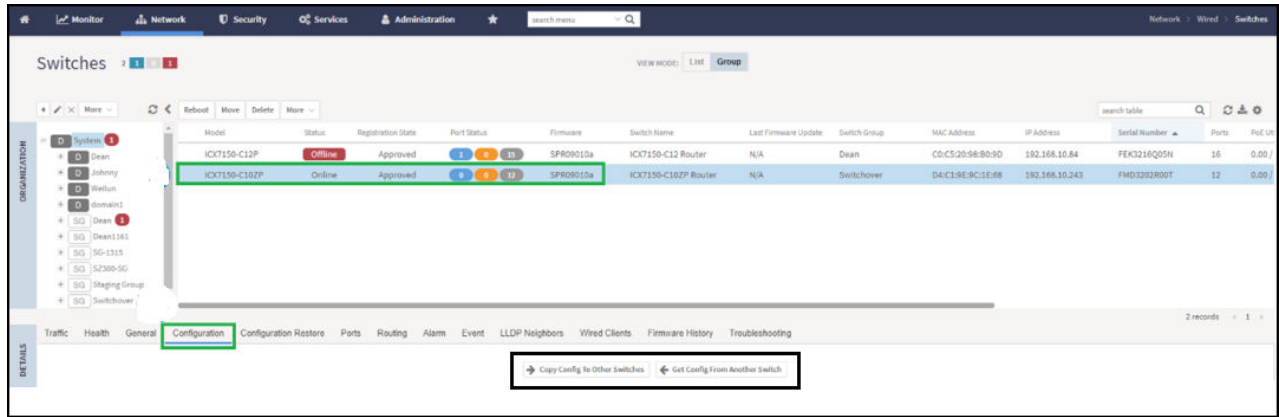 Monitor Network Security Services Administration search menu Network > Wired > Switches
Switches 2 1 0 1 VIEW MODE: List Group
+ More Reboot Move Delete More search table
ORGANIZATION
D System 1
+ D Dean
+ D Johnny
+ D Weilun
+ D domain1
+ SG Dean 1
+ SG Dean1161
+ SG SG-1315
+ SG SZ300-SG
+ SG Staging Group
+ SG Switchover
Model Status Registration State Port Status Firmware Switch Name Last Firmware Update Switch Group MAC Address IP Address Serial Number Ports PoE Ut
ICX7150-C12P Offline Approved 1 0 15 SPR09010a ICX7150-C12 Router N/A Dean C0:C5:20:98:B0:9D 192.168.10.84 FEK3216Q05N 16 0.00 /
ICX7150-C10ZP Online Approved 0 0 12 SPR09010a ICX7150-C10ZP Router N/A Switchover D4:C1:9E:9C:1E:68 192.168.10.243 FMD3202R00T 12 0.00 /
2 records 1
DETAILS
Traffic Health General Configuration Configuration Restore Ports Routing Alarm Event LLDP Neighbors Wired Clients Firmware History Troubleshooting
Copy Config To Other Switches Get Config From Another Switch